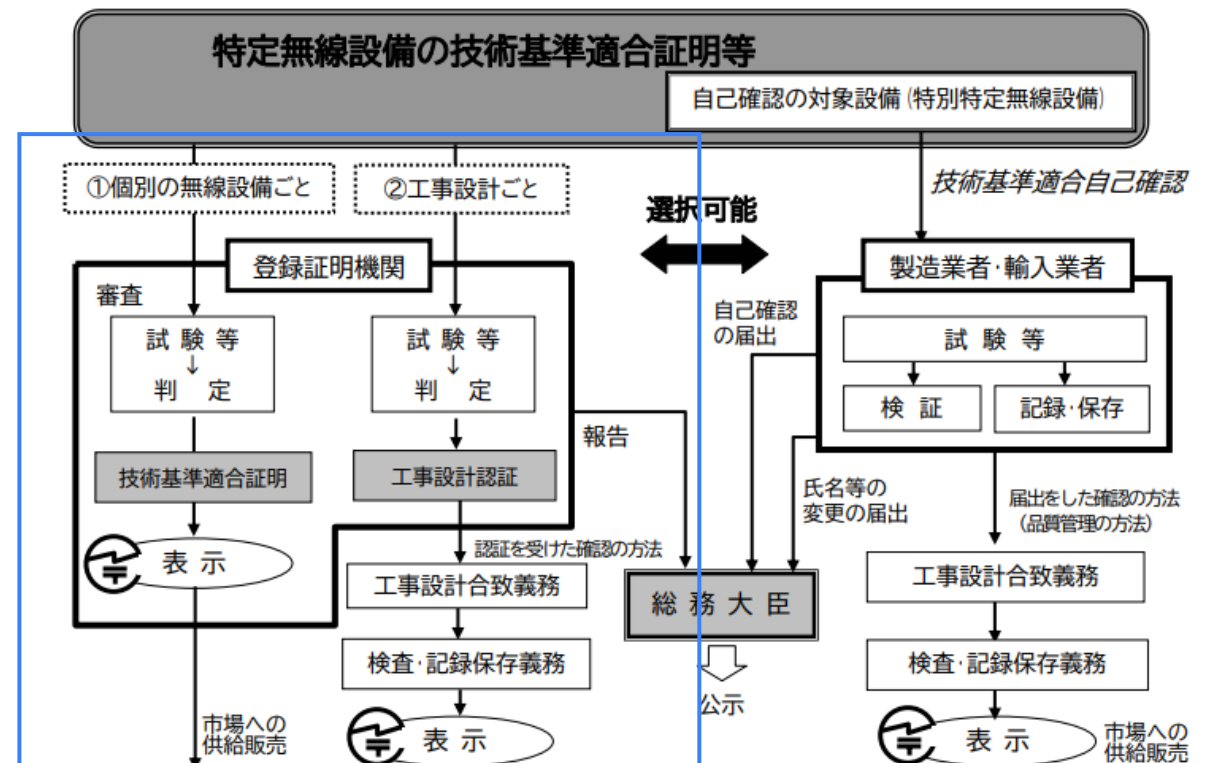 特定無線設備の技術基準適合証明等
自己確認の対象設備(特別特定無線設備)
①個別の無線設備ごと
②工事設計ごと
技術基準適合自己確認
選択可能
登録証明機関
製造業者・輸入業者
審査
試験等
↓
判定
試験等
↓
判定
自己確認
の届出
試験等
検証
記録・保存
報告
技術基準適合証明
工事設計認証
氏名等の
変更の届出
届出をした確認の方法
(品質管理の方法)
表示
認証を受けた確認の方法
工事設計合致義務
総務大臣
工事設計合致義務
検査・記録保存義務
検査・記録保存義務
公示
市場への
供給販売
表示
表示
市場への
供給販売